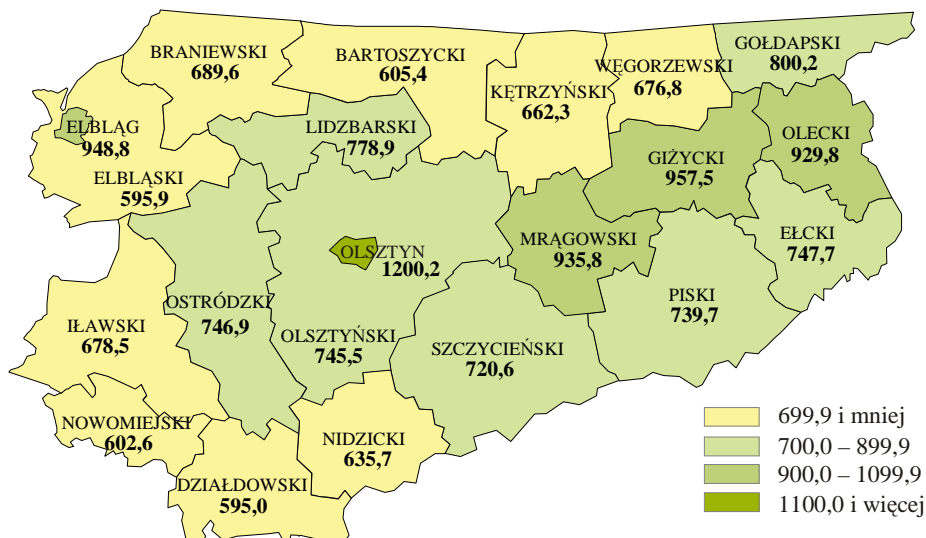 BRANIEWSKI
689,6
BARTOSZYCKI
605,4
KĘTRZYŃSKI
662,3
WĘGORZEWSKI
676,8
GOŁDAPSKI
800,2
ELBLĄG
948,8
LIDZBARSKI
778,9
GIŻYCKI
957,5
OLECKI
929,8
ELBLĄSKI
595,9
OLSZTYN
1200,2
MRĄGOWSKI
935,8
EŁCKI
747,7
OSTRÓDZKI
746,9
PISKI
739,7
IŁAWSKI
678,5
OLSZTYŃSKI
745,5
SZCZYCIEŃSKI
720,6
NOWOMIEJSKI
602,6
NIDZICKI
635,7
DZIAŁDOWSKI
595,0
699,9 i mniej
700,0 – 899,9
900,0 – 1099,9
1100,0 i więcej